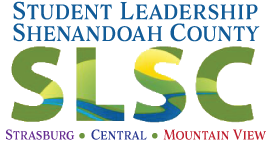 STUDENT LEADERSHIP
SHENANDOAH COUNTY
SLSC
STRASBURG • CENTRAL • MOUNTAIN VIEW